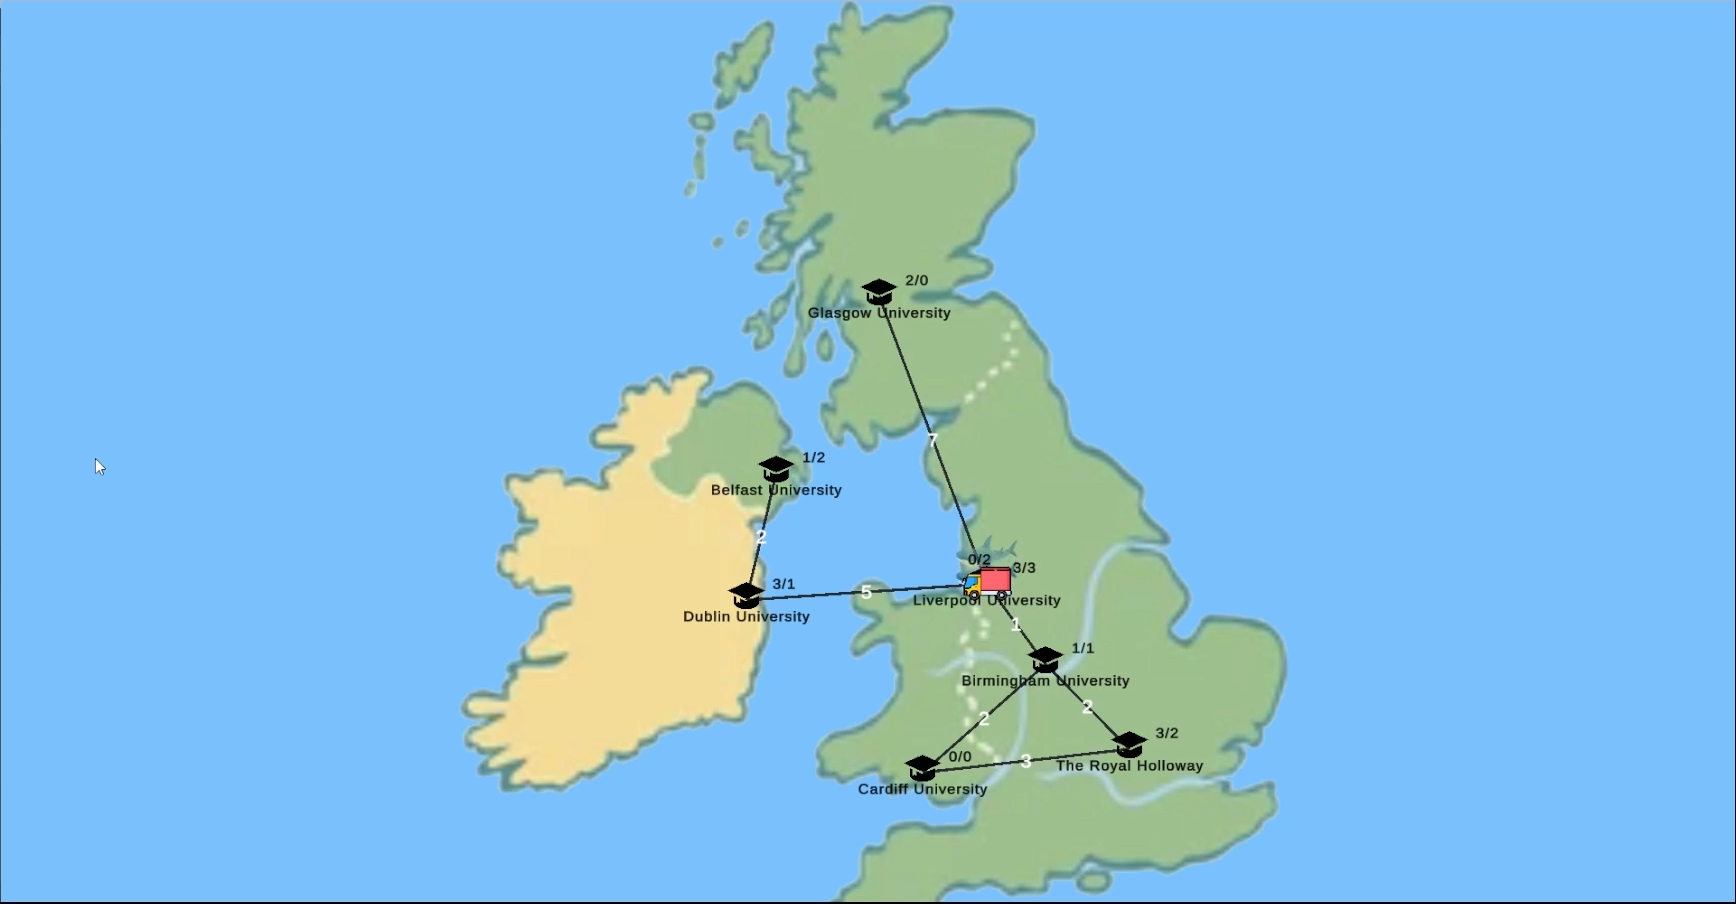 2/0
Glasgow University
7
1/2
Belfast University
2
3/1
Dublin University
5
0/2
3/3
Liverpool University
1
1/1
Birmingham University
2
2
3/2
The Royal Holloway
0/0
3
Cardiff University